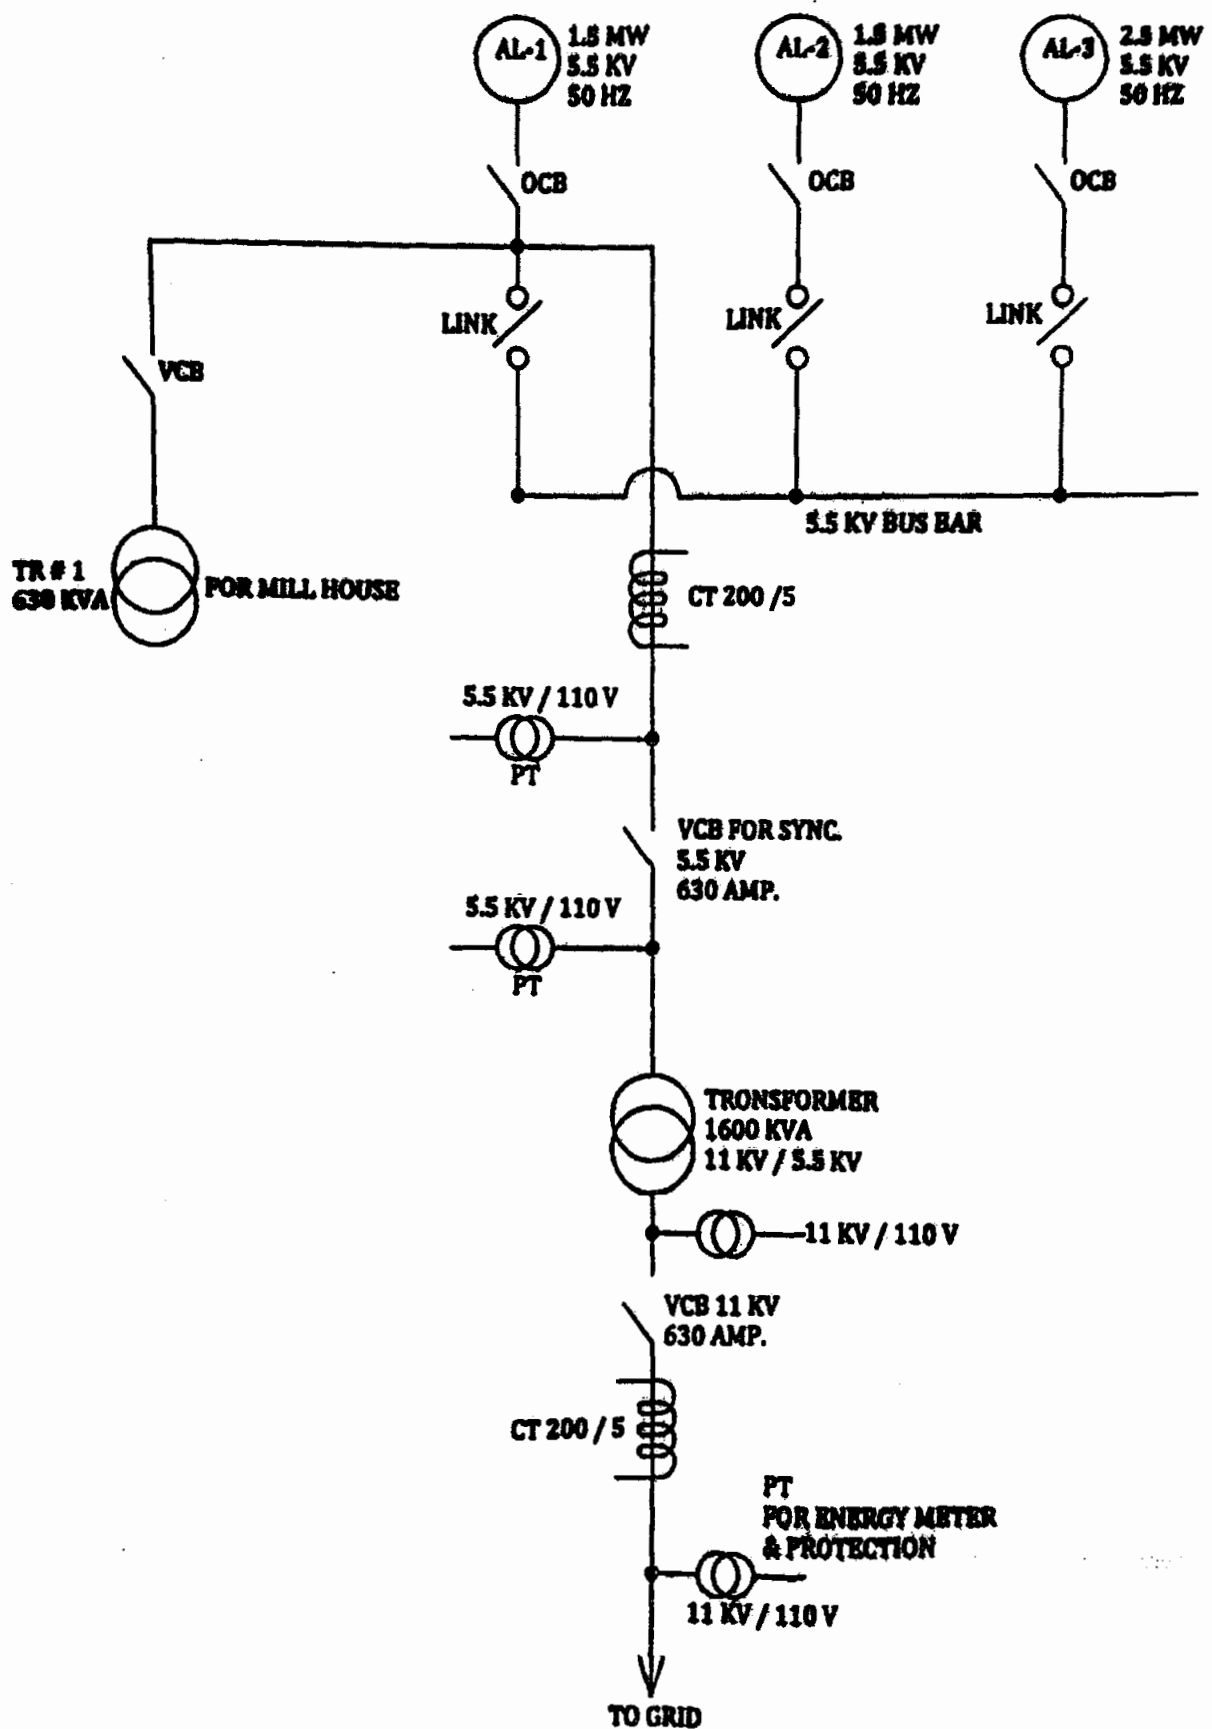 AL-1
1.5 MW
5.5 KV
50 HZ
AL-2
1.5 MW
5.5 KV
50 HZ
AL-3
2.5 MW
5.5 KV
50 HZ
OCB
OCB
OCB
LINK
LINK
LINK
VCB
5.5 KV BUS BAR
TR # 1
630 KVA
FOR MILL HOUSE
CT 200 /5
5.5 KV / 110 V
PT
VCB FOR SYNC.
5.5 KV
630 AMP.
5.5 KV / 110 V
PT
TRONSFORMER
1600 KVA
11 KV / 5.5 KV
11 KV / 110 V
VCB 11 KV
630 AMP.
CT 200 / 5
PT
FOR ENERGY METER
& PROTECTION
11 KV / 110 V
TO GRID